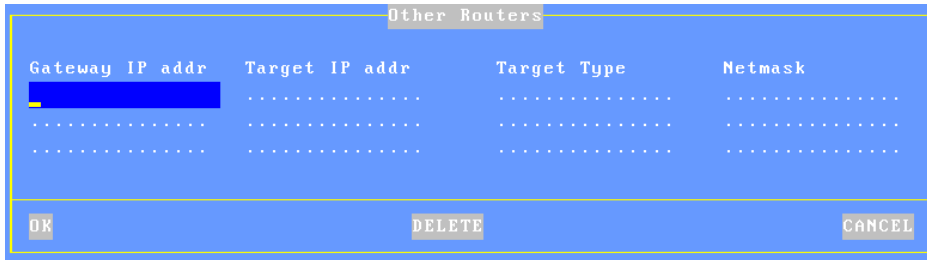 Other Routers
Gateway IP addr Target IP addr Target Type Netmask
............... ............... ...............
............... ............... ............... ...............
............... ............... ............... ...............
OK DELETE CANCEL